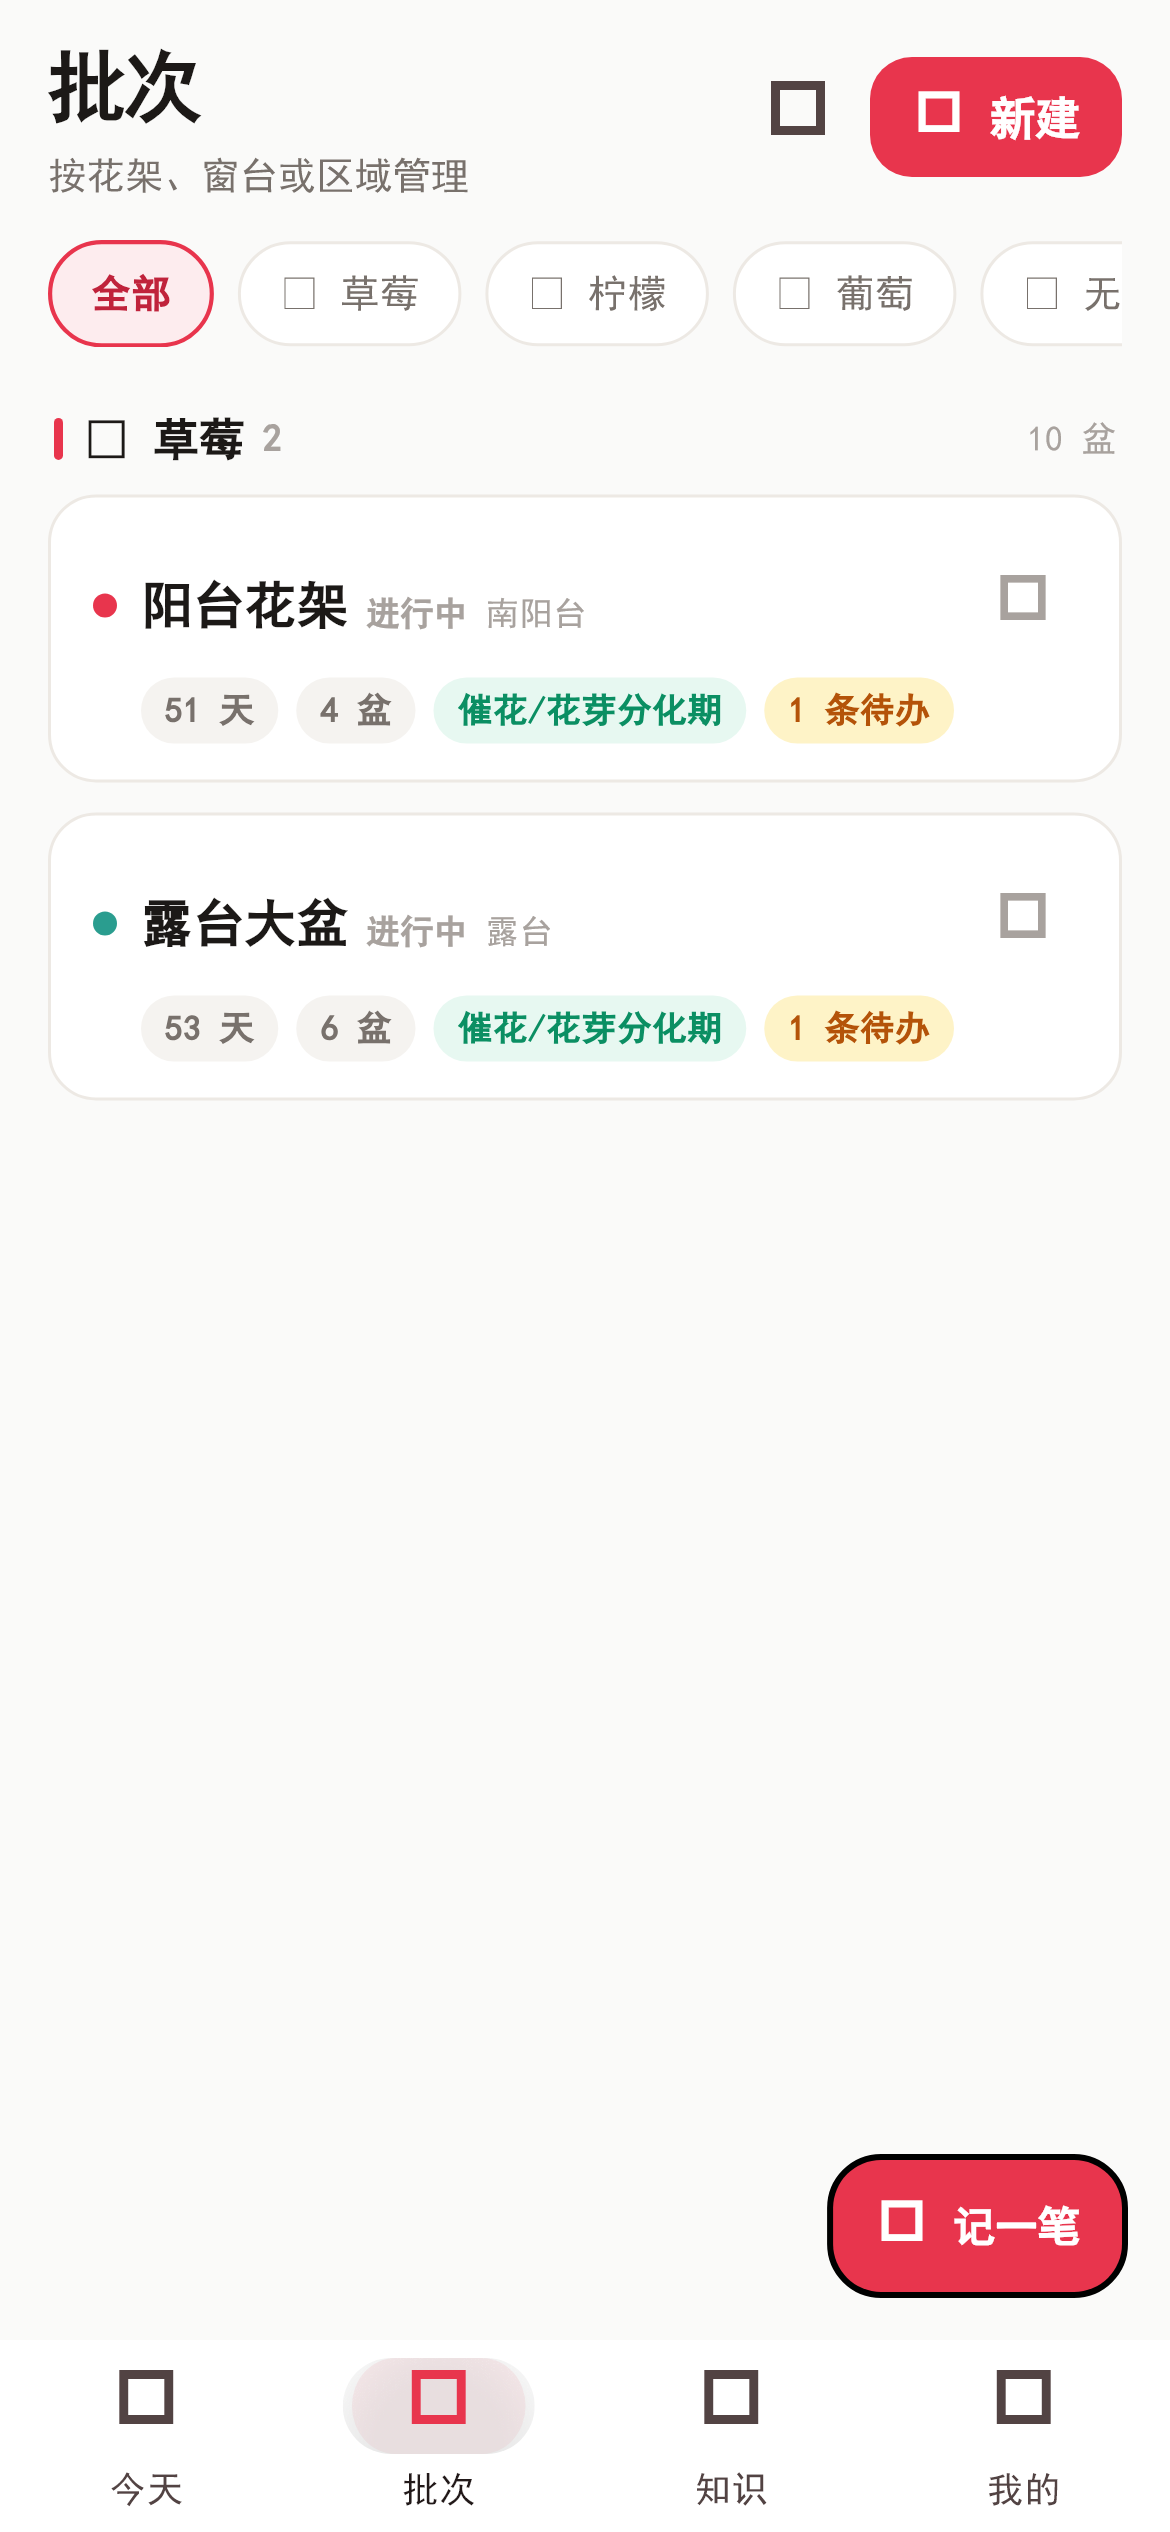 批次
新建
按花架、窗台或区域管理
全部 草莓 柠檬 葡萄 无
草莓 2 10 盆
阳台花架 进行中 南阳台
51 天 4 盆 催花/花芽分化期 1 条待办
露台大盆 进行中 露台
53 天 6 盆 催花/花芽分化期 1 条待办
记一笔
今天 批次 知识 我的